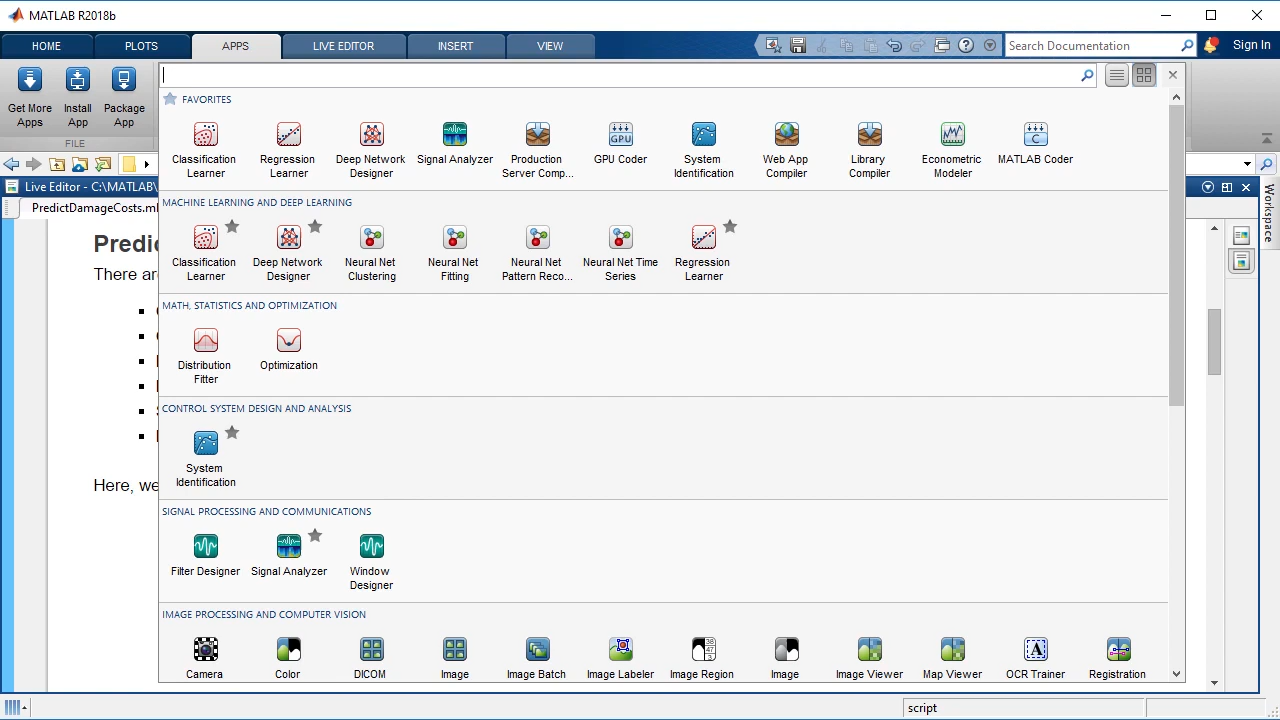 MATLAB R2018b
HOME
PLOTS
APPS
LIVE EDITOR
INSERT
VIEW
Search Documentation
Sign In
Get More
Apps
Install
App
Package
App
FILE
FAVORITES
Classification
Learner
Regression
Learner
Deep Network
Designer
Signal Analyzer
Production
Server Comp...
GPU Coder
System
Identification
Web App
Compiler
Library
Compiler
Econometric
Modeler
MATLAB Coder
Live Editor - C:\MATLAB\
PredictDamageCosts.ml
Workspace
MACHINE LEARNING AND DEEP LEARNING
Classification
Learner
Deep Network
Designer
Neural Net
Clustering
Neural Net
Fitting
Neural Net
Pattern Reco...
Neural Net Time
Series
Regression
Learner
Predic
There are
MATH, STATISTICS AND OPTIMIZATION
Distribution
Fitter
Optimization
CONTROL SYSTEM DESIGN AND ANALYSIS
System
Identification
Here, we
SIGNAL PROCESSING AND COMMUNICATIONS
Filter Designer
Signal Analyzer
Window
Designer
IMAGE PROCESSING AND COMPUTER VISION
Camera
Color
DICOM
Image
Image Batch
Image Labeler
Image Region
Image
Image Viewer
Map Viewer
OCR Trainer
Registration
script